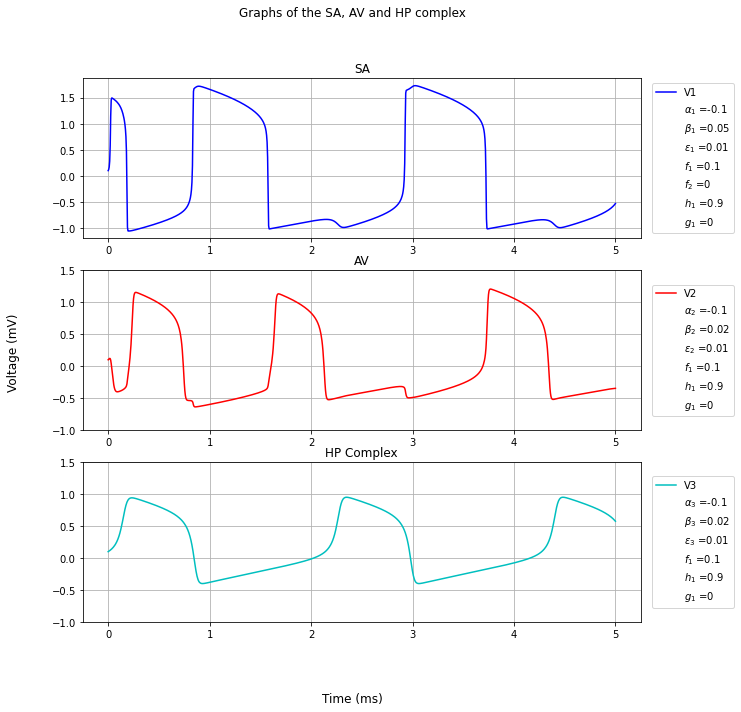 Graphs of the SA, AV and HP complex
SA
1.5
1.0
0.5
0.0
−0.5
−1.0
0 1 2 3 4 5
V1
α₁ =-0.1
β₁ =0.05
ε₁ =0.01
f₁ =0.1
f₂ =0
h₁ =0.9
g₁ =0
AV
1.5
1.0
0.5
0.0
−0.5
−1.0
0 1 2 3 4 5
V2
α₂ =-0.1
β₂ =0.02
ε₂ =0.01
f₁ =0.1
h₁ =0.9
g₁ =0
Voltage (mV)
HP Complex
1.5
1.0
0.5
0.0
−0.5
−1.0
0 1 2 3 4 5
V3
α₃ =-0.1
β₃ =0.02
ε₃ =0.01
f₁ =0.1
h₁ =0.9
g₁ =0
Time (ms)